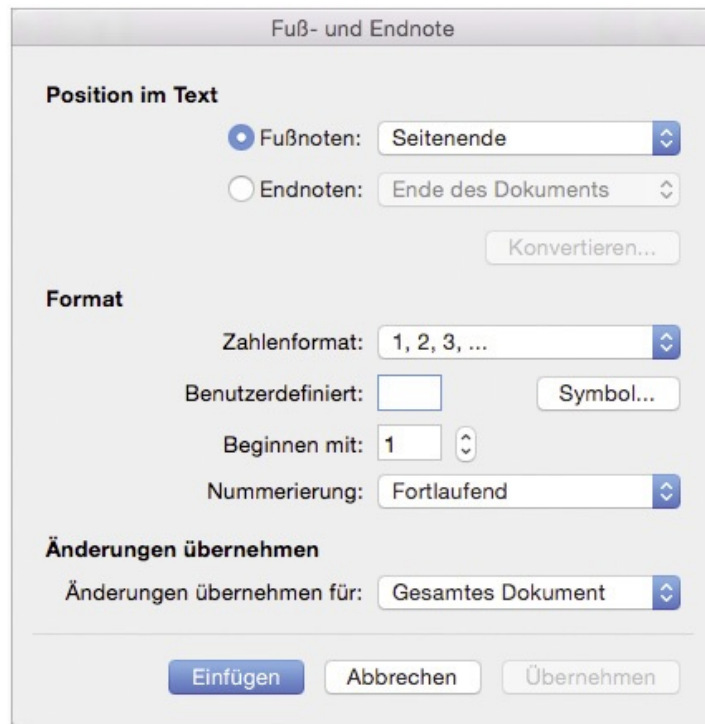 Fuß- und Endnote
Position im Text
Fußnoten: Seitenende
Endnoten: Ende des Dokuments
Konvertieren...
Format
Zahlenformat: 1, 2, 3, ...
Benutzerdefiniert: Symbol...
Beginnen mit: 1
Nummerierung: Fortlaufend
Änderungen übernehmen
Änderungen übernehmen für: Gesamtes Dokument
Einfügen Abbrechen Übernehmen